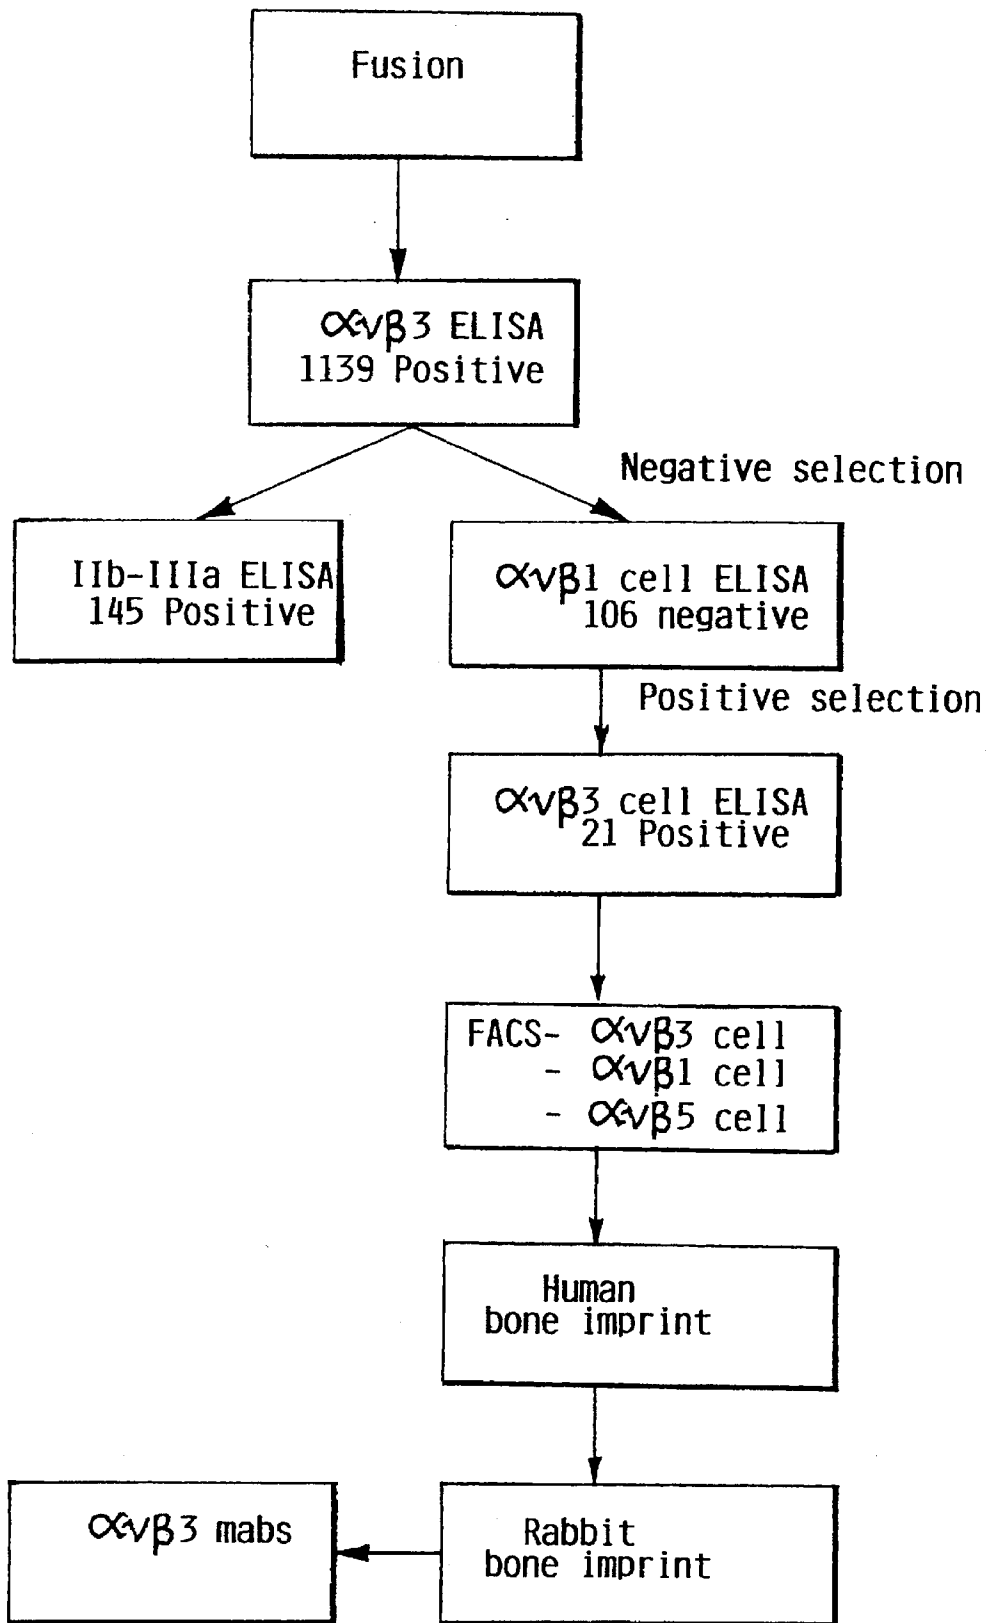 Fusion
αvβ3 ELISA
1139 Positive
Negative selection
IIb-IIIa ELISA
145 Positive
αvβ1 cell ELISA
106 negative
Positive selection
αvβ3 cell ELISA
21 Positive
FACS- αvβ3 cell
- αvβ1 cell
- αvβ5 cell
Human
bone imprint
Rabbit
bone imprint
αvβ3 mabs